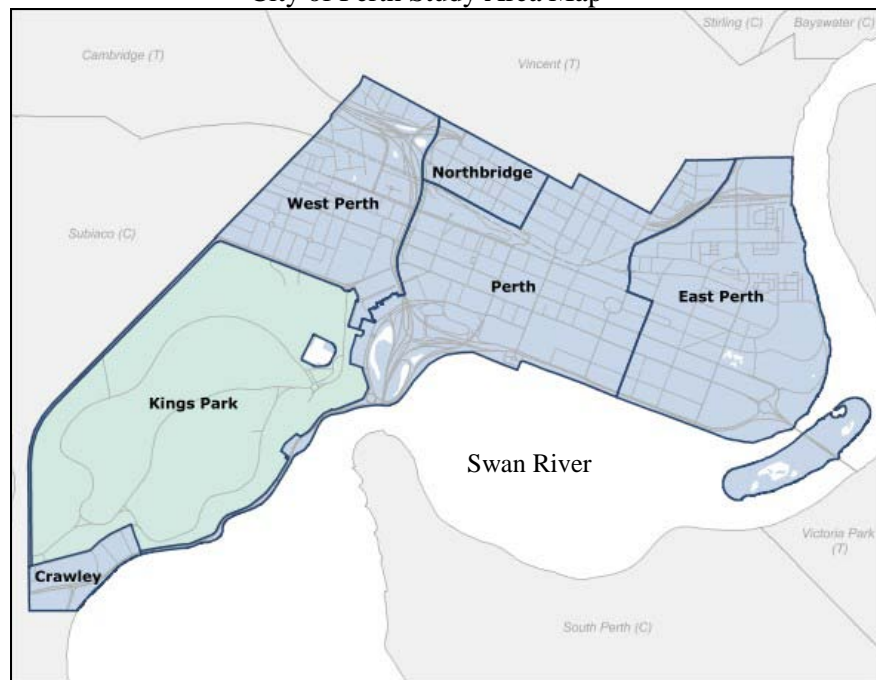 City of Perth Study Area Map
Stirling (C)
Bayswater (C)
Cambridge (T)
Vincent (T)
Northbridge
West Perth
Subiaco (C)
Perth
East Perth
Kings Park
Swan River
Victoria Park
(T)
Crawley
South Perth (C)